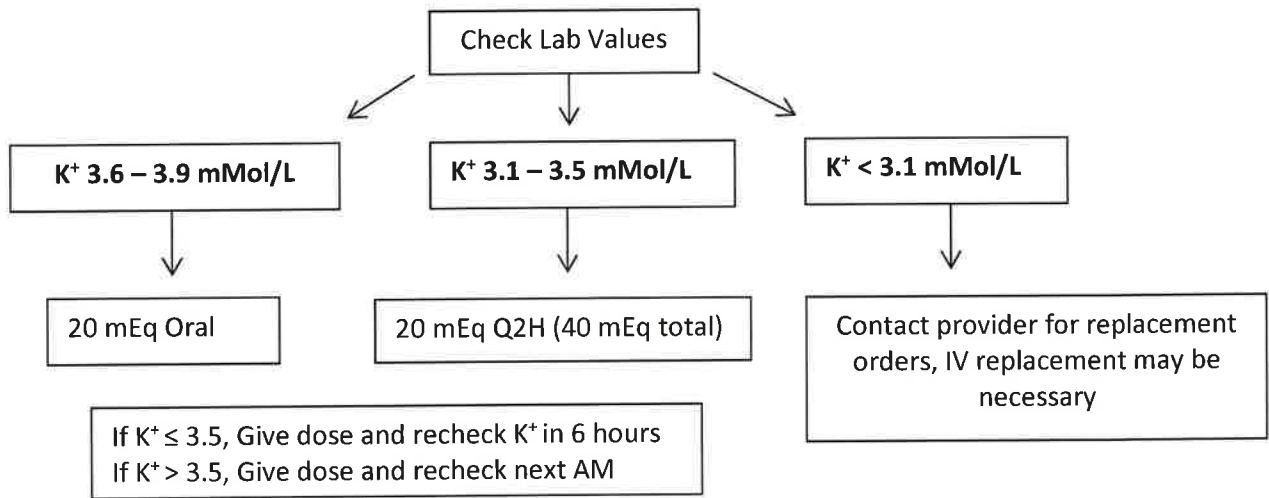 Check Lab Values
K⁺ 3.6 – 3.9 mMol/L
K⁺ 3.1 – 3.5 mMol/L
K⁺ < 3.1 mMol/L
20 mEq Oral
20 mEq Q2H (40 mEq total)
Contact provider for replacement
orders, IV replacement may be
necessary
If K⁺ ≤ 3.5, Give dose and recheck K⁺ in 6 hours
If K⁺ > 3.5, Give dose and recheck next AM